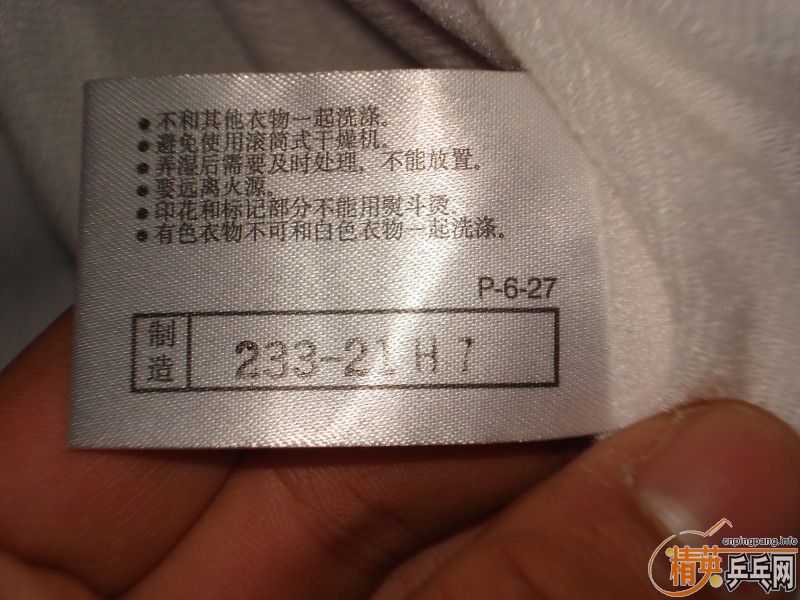 ●不和其他衣物一起洗涤。
●避免使用滚筒式干燥机。
●弄湿后需要及时处理，不能放置。
●要远离火源。
●印花和标记部分不能用熨斗烫。
●有色衣物不可和白色衣物一起洗涤。
P-6-27
制造 233-21 H 7
cnpingpang.info
精英乒乓网